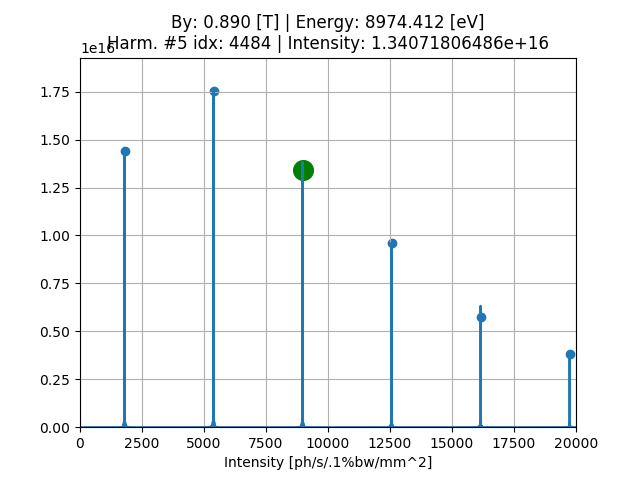 By: 0.890 [T] | Energy: 8974.412 [eV]
Harm. #5 idx: 4484 | Intensity: 1.34071806486e+16
1e16
1.75
1.50
1.25
1.00
0.75
0.50
0.25
0.00
0 2500 5000 7500 10000 12500 15000 17500 20000
Intensity [ph/s/.1%bw/mm^2]